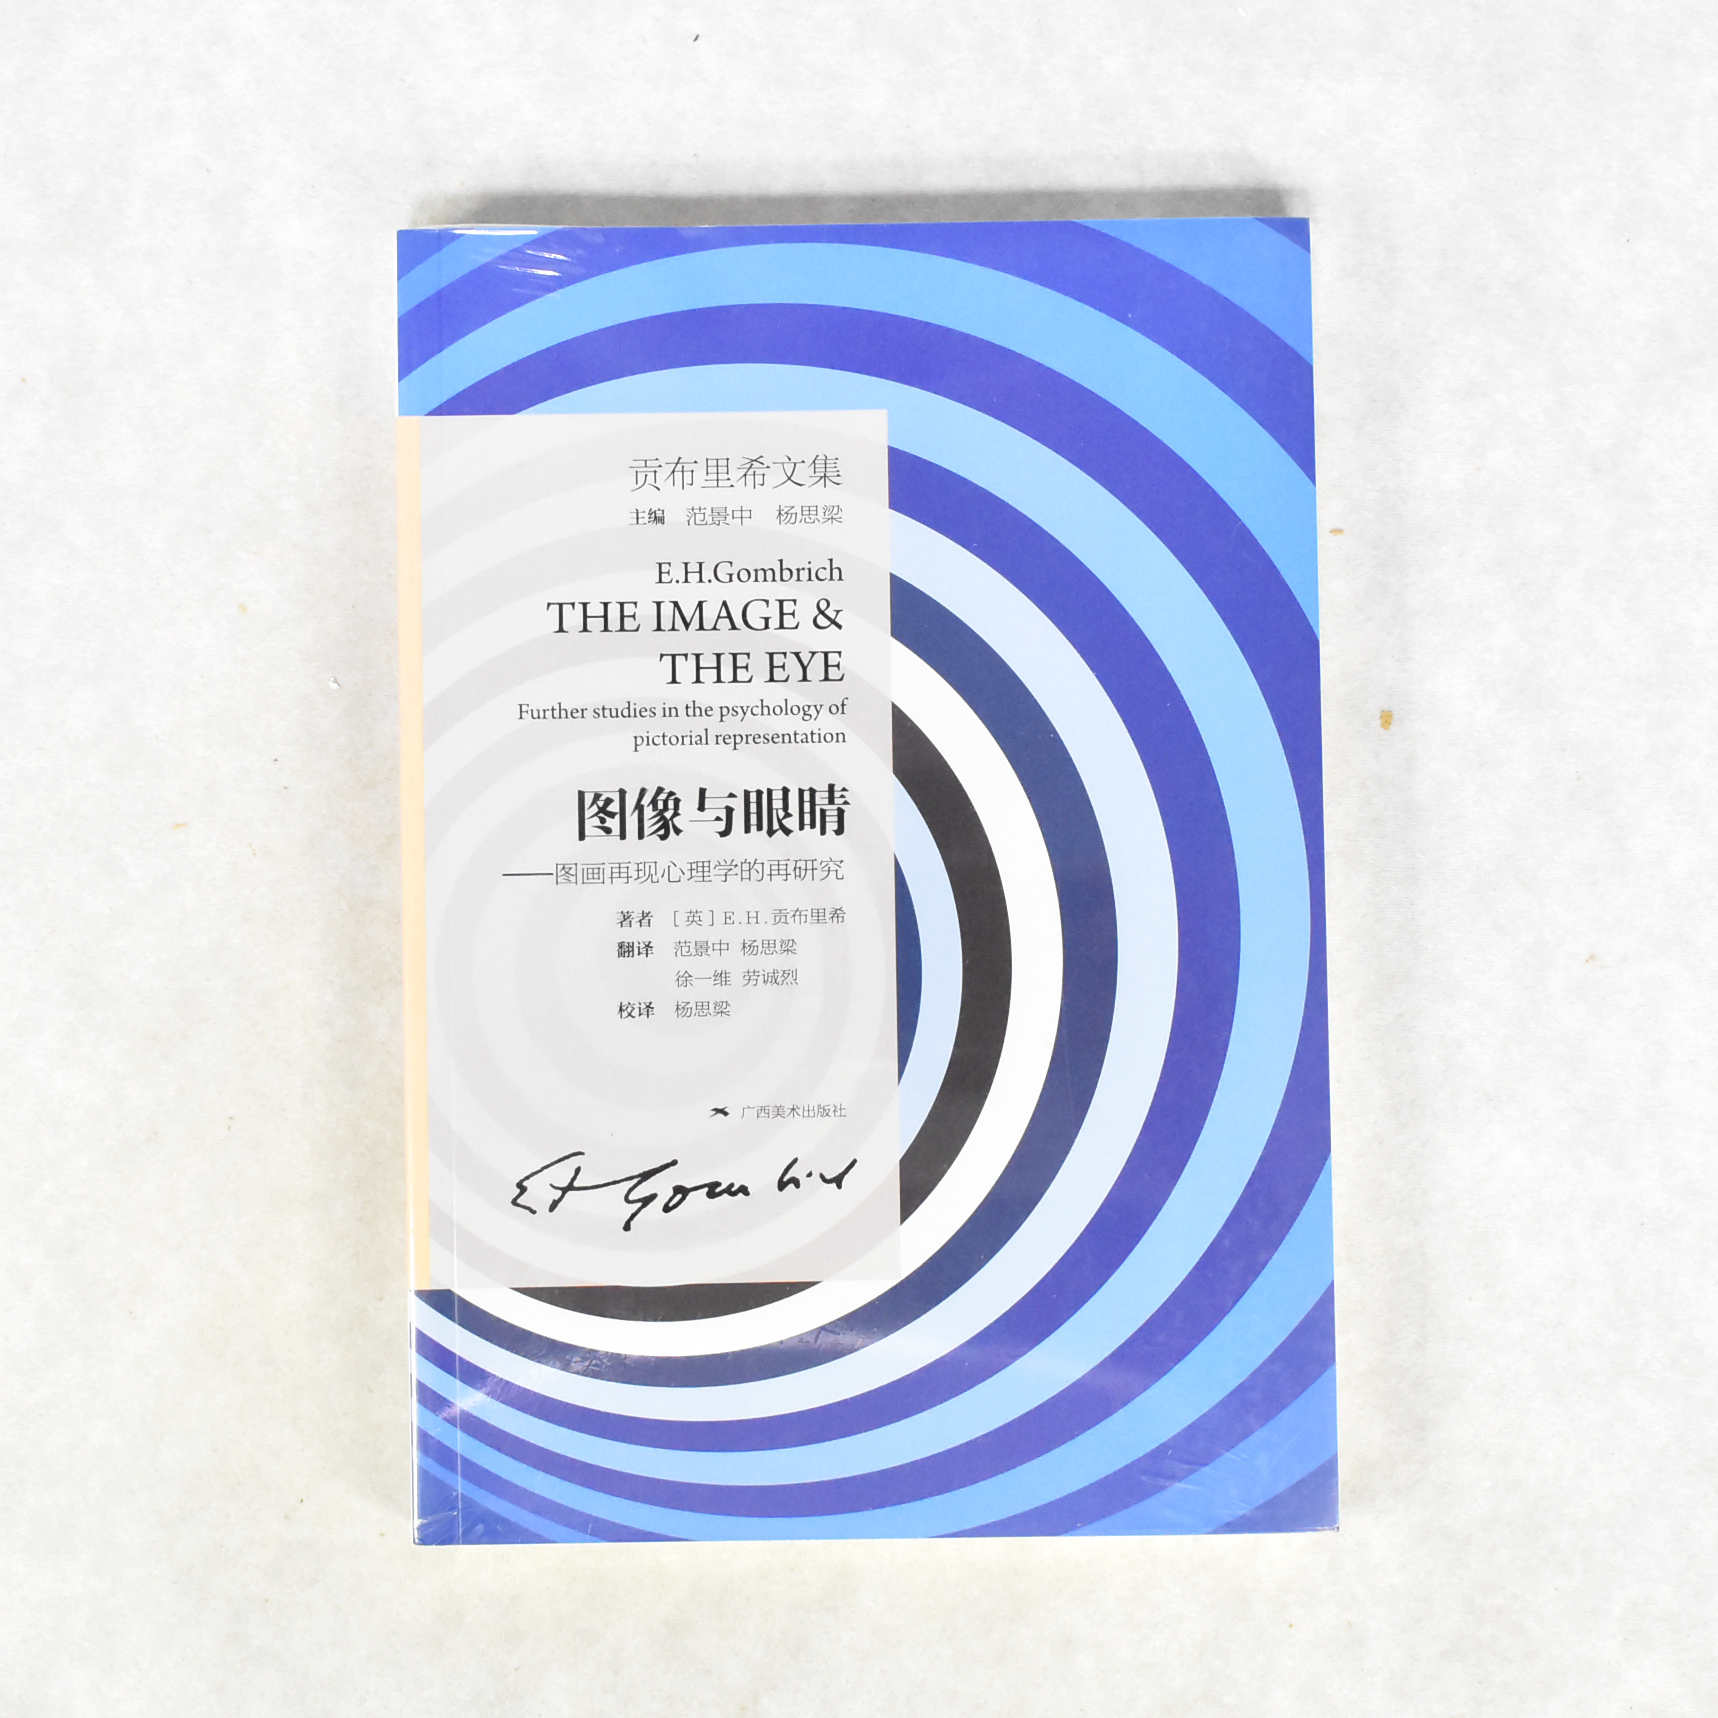 贡布里希文集
主编 范景中 杨思梁
E.H.Gombrich
THE IMAGE &
THE EYE
Further studies in the psychology of
pictorial representation
图像与眼睛
——图画再现心理学的再研究
著者 [英] E.H.贡布里希
翻译 范景中 杨思梁
徐一维 劳诚烈
校译 杨思梁
广西美术出版社
E H Gombrich